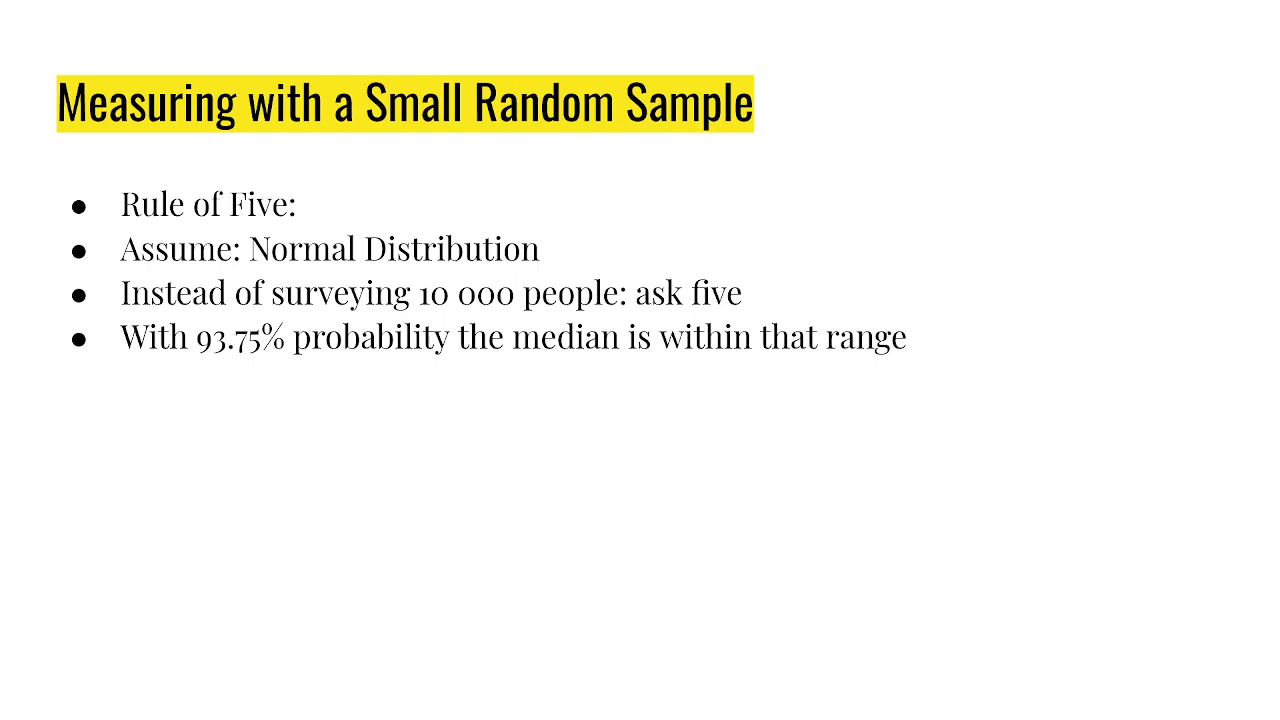 Measuring with a Small Random Sample
● Rule of Five:
● Assume: Normal Distribution
● Instead of surveying 10 000 people: ask five
● With 93.75% probability the median is within that range